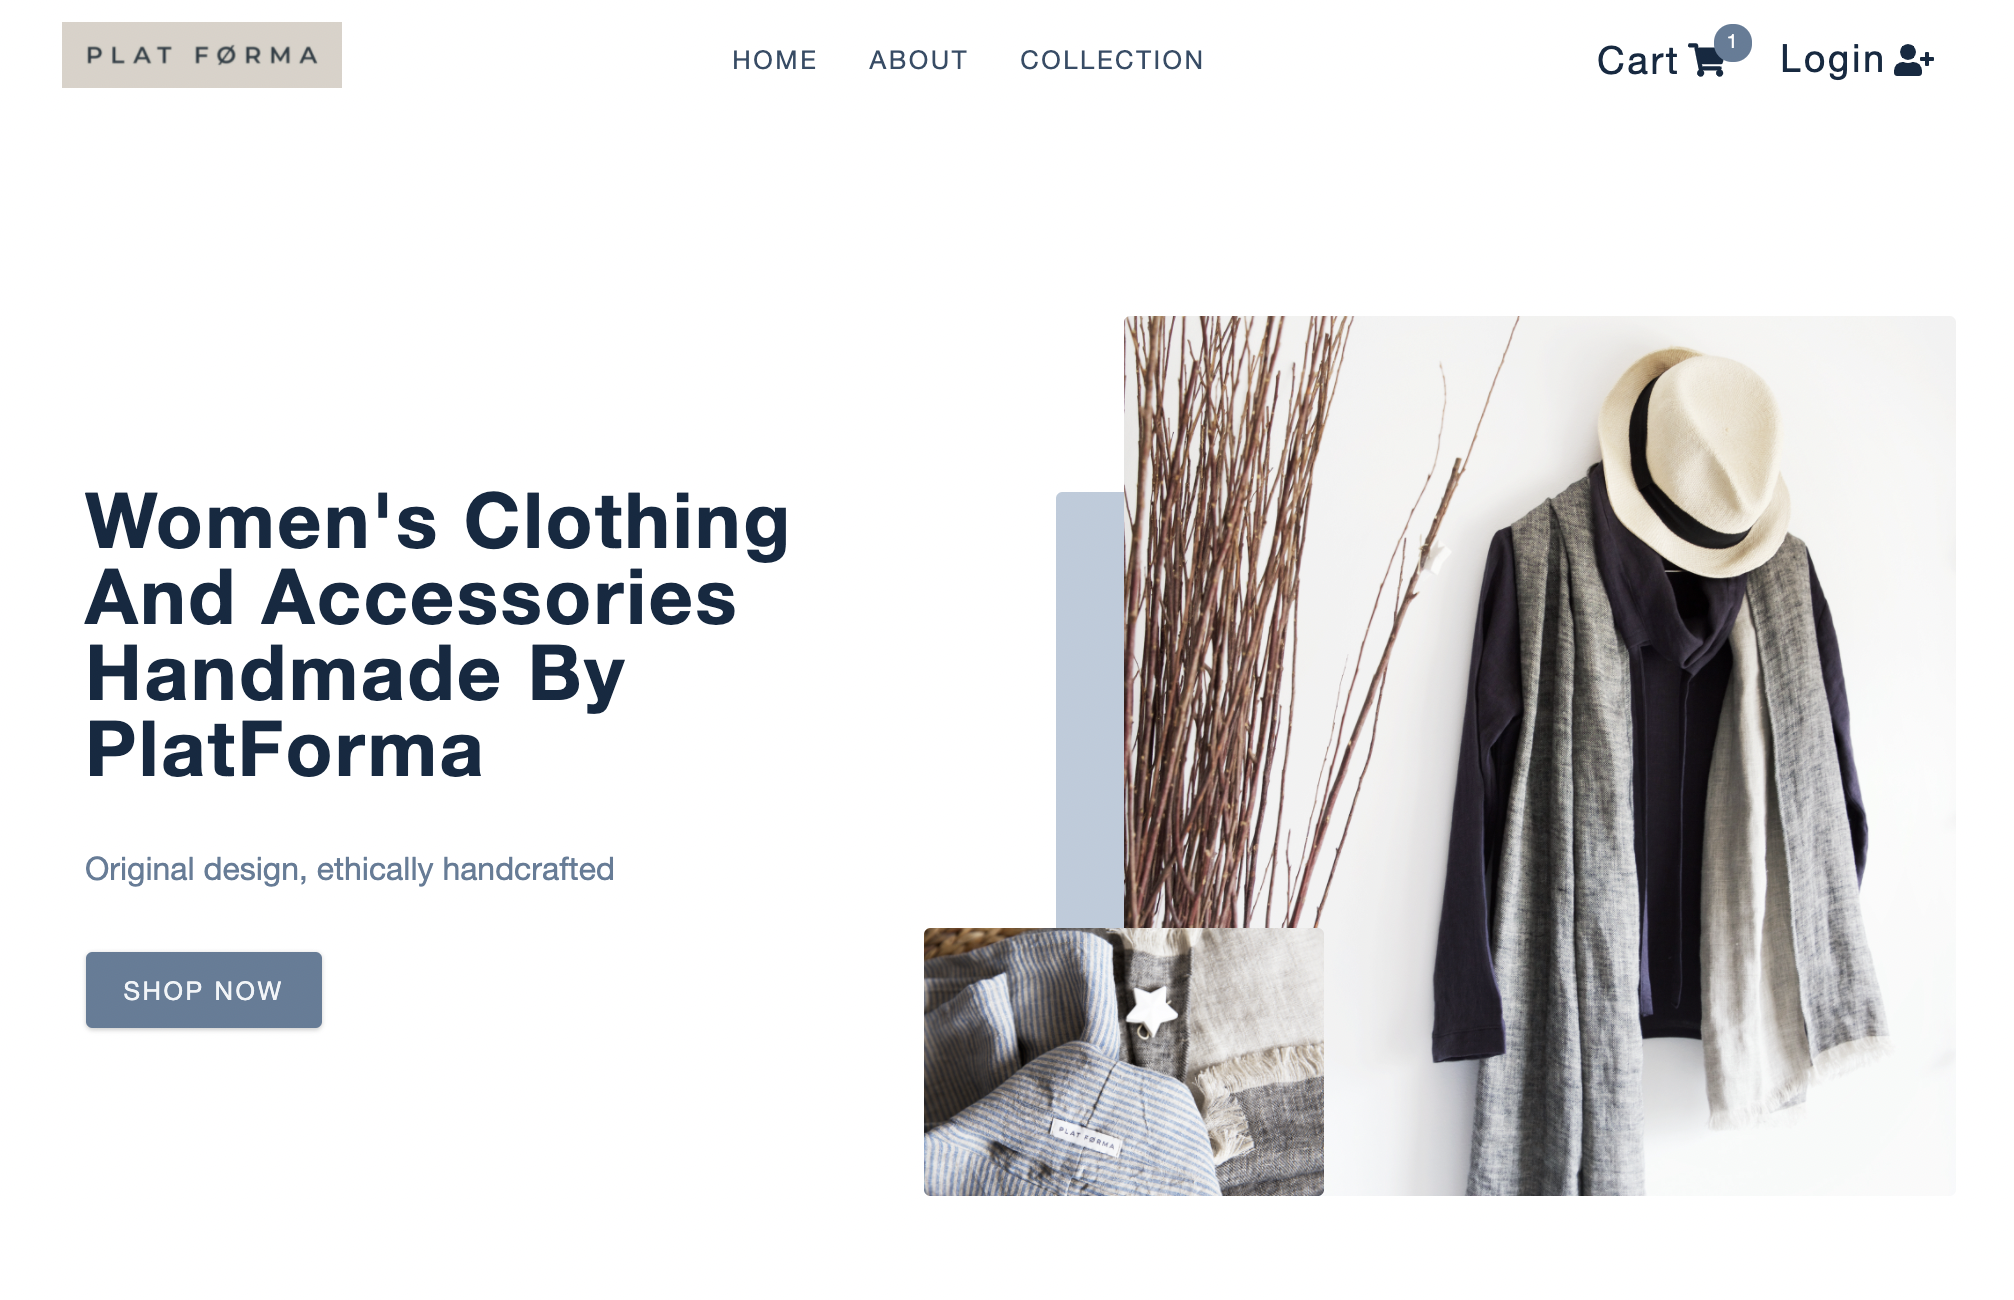 PLAT FØRMA
HOME ABOUT COLLECTION
Cart 1 Login
Women's Clothing
And Accessories
Handmade By
PlatForma
Original design, ethically handcrafted
SHOP NOW
PLAT FØRMA